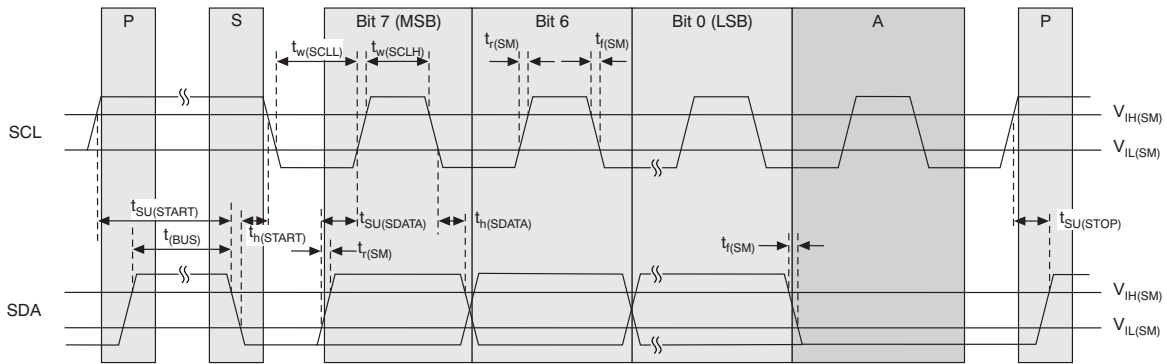 P S Bit 7 (MSB) Bit 6 Bit 0 (LSB) A P
tw(SCLL) tw(SCLH) tr(SM) tf(SM)
SCL VIH(SM)
VIL(SM)
tSU(START) th(START) tSU(SDATA) th(SDATA) tSU(STOP)
t(BUS) tr(SM) tf(SM)
SDA VIH(SM)
VIL(SM)